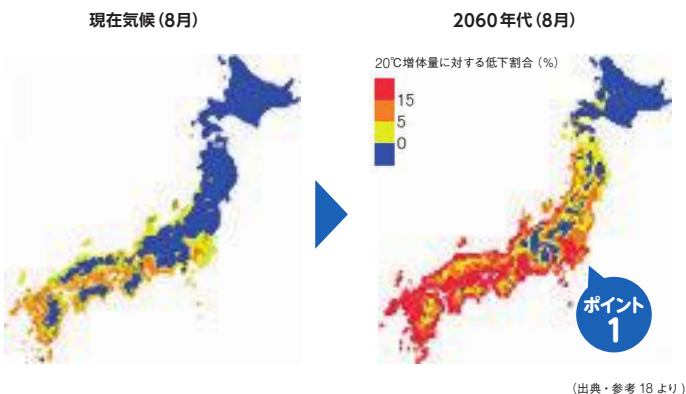 現在気候(8月)
2060年代(8月)
20℃増体量に対する低下割合(%)
15
5
0
ポイント
1
(出典・参考18より)